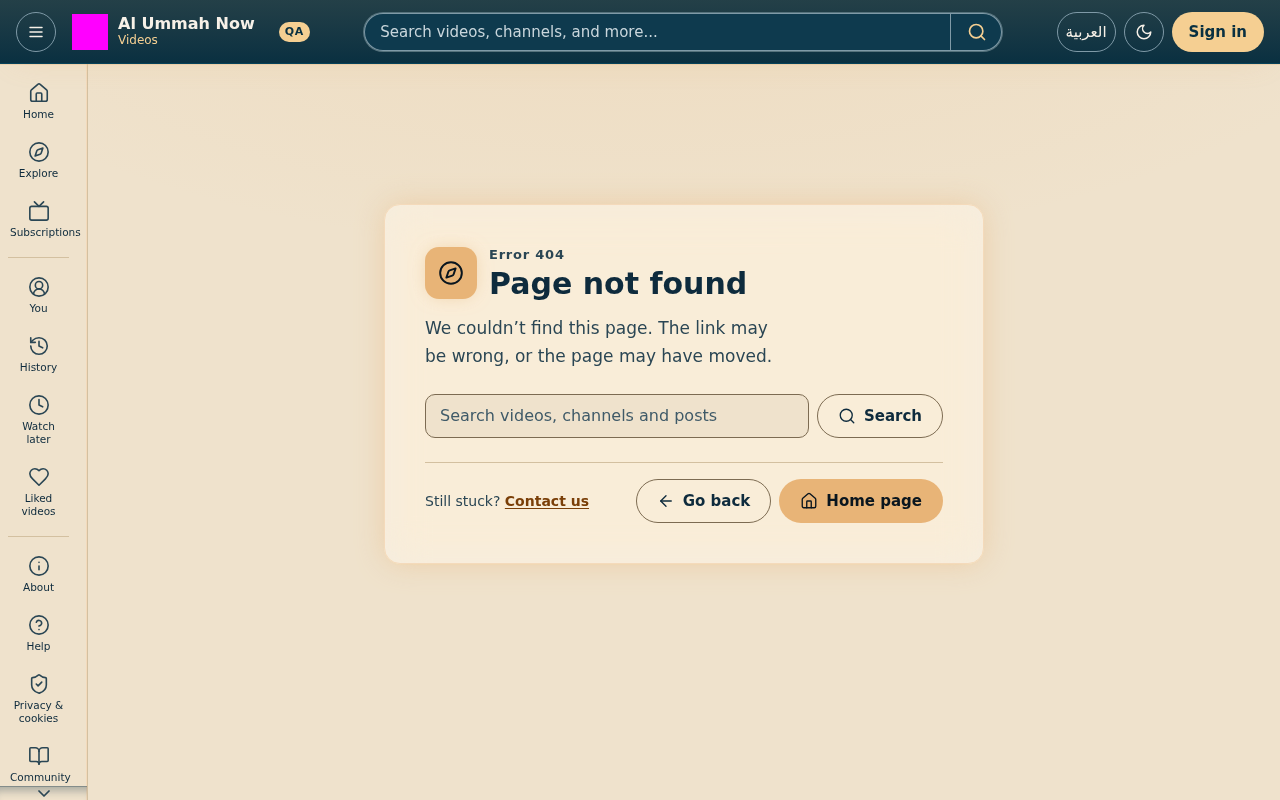 Al Ummah Now
Videos
QA
Search videos, channels, and more...
العربية
Sign in
Home
Explore
Subscriptions
You
History
Watch
later
Liked
videos
About
Help
Privacy &
cookies
Community
Error 404
Page not found
We couldn’t find this page. The link may
be wrong, or the page may have moved.
Search videos, channels and posts
Search
Still stuck? Contact us
Go back
Home page